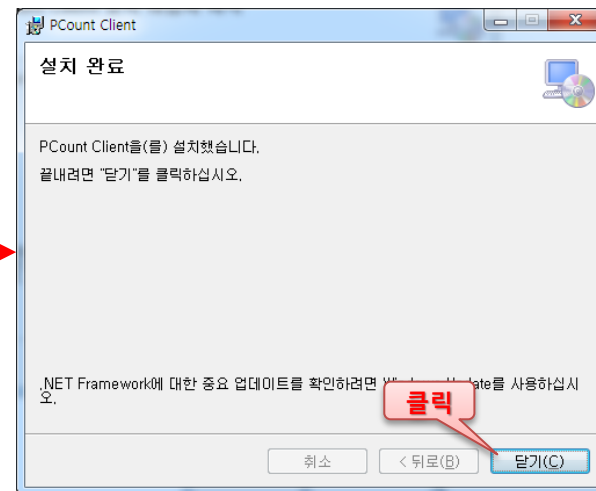 PCount Client
설치 완료
PCount Client을(를) 설치했습니다.
끝내려면 "닫기"를 클릭하십시오.
.NET Framework에 대한 중요 업데이트를 확인하려면 를 사용하십시
오.
클릭
취소
< 뒤로(B)
닫기(C)